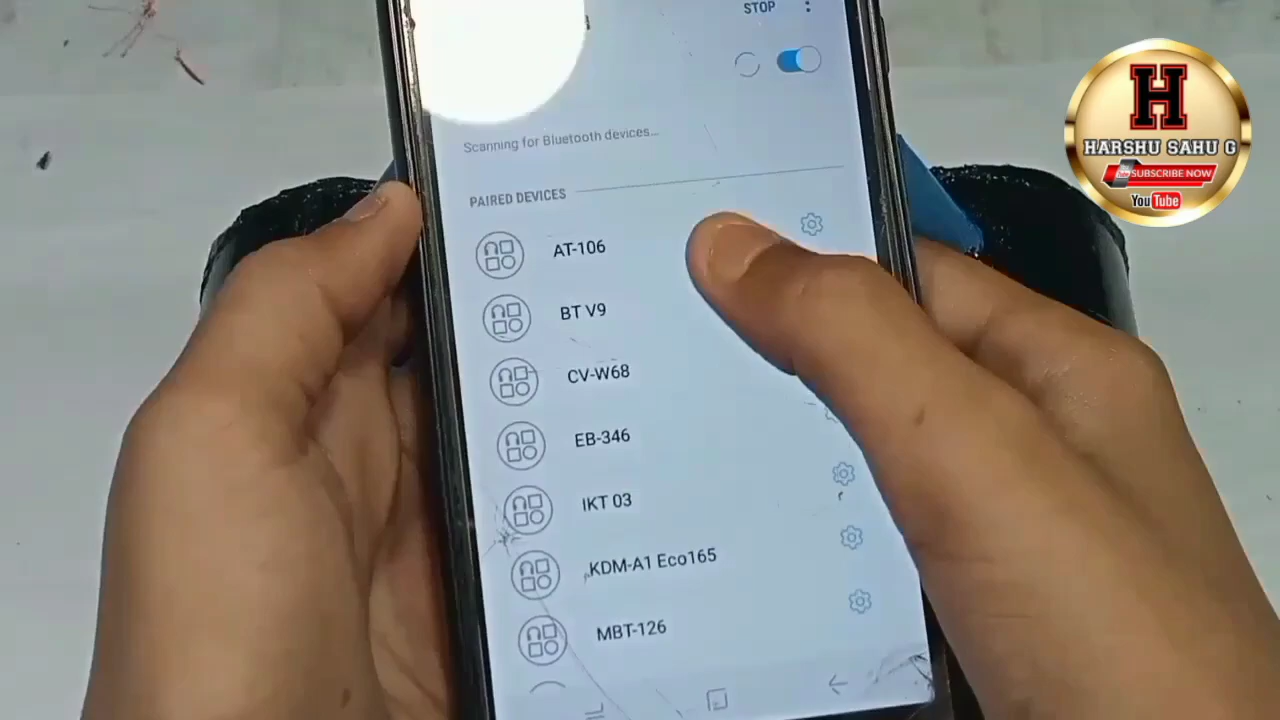 STOP
Scanning for Bluetooth devices...
PAIRED DEVICES
AT-106
BT V9
CV-W68
EB-346
IKT 03
KDM-A1 Eco165
MBT-126
H
HARSHU SAHU G
SUBSCRIBE NOW
YouTube